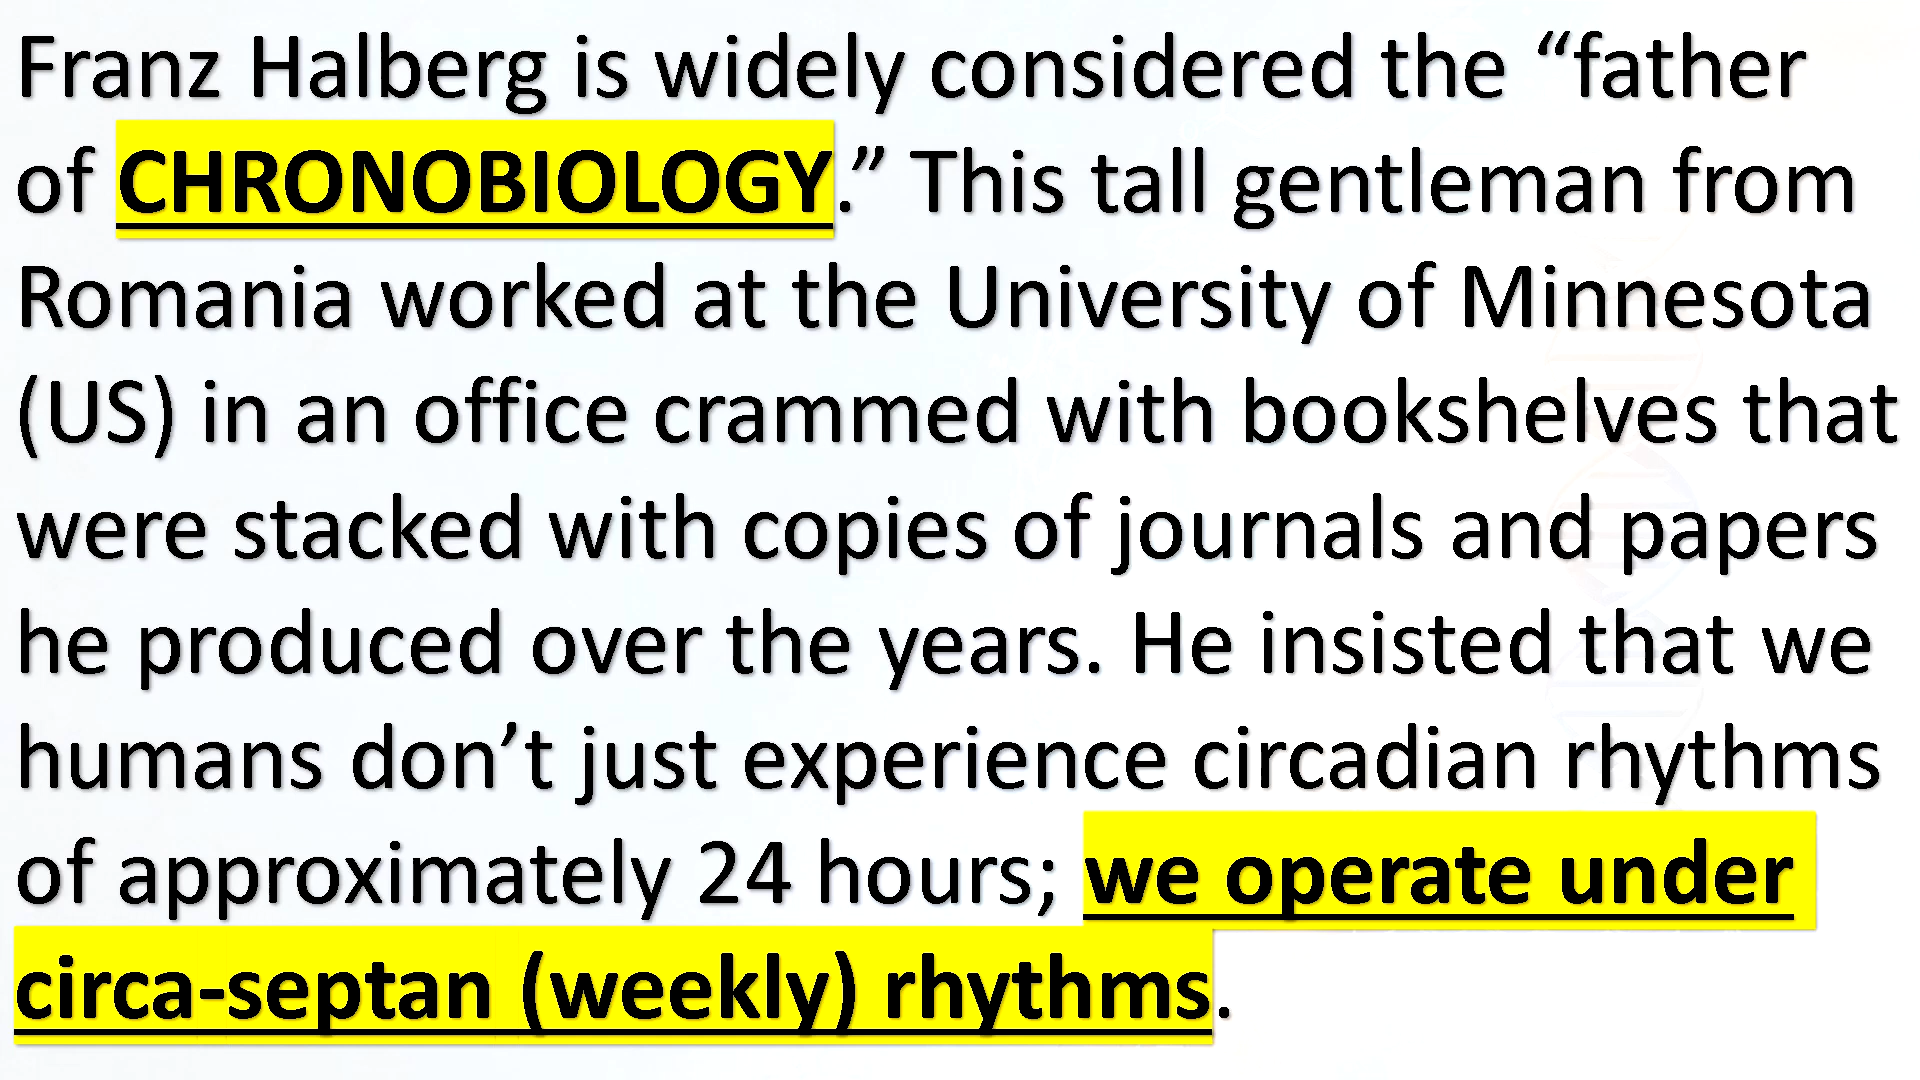 Franz Halberg is widely considered the “father
of CHRONOBIOLOGY.” This tall gentleman from
Romania worked at the University of Minnesota
(US) in an office crammed with bookshelves that
were stacked with copies of journals and papers
he produced over the years. He insisted that we
humans don’t just experience circadian rhythms
of approximately 24 hours; we operate under
circa-septan (weekly) rhythms.